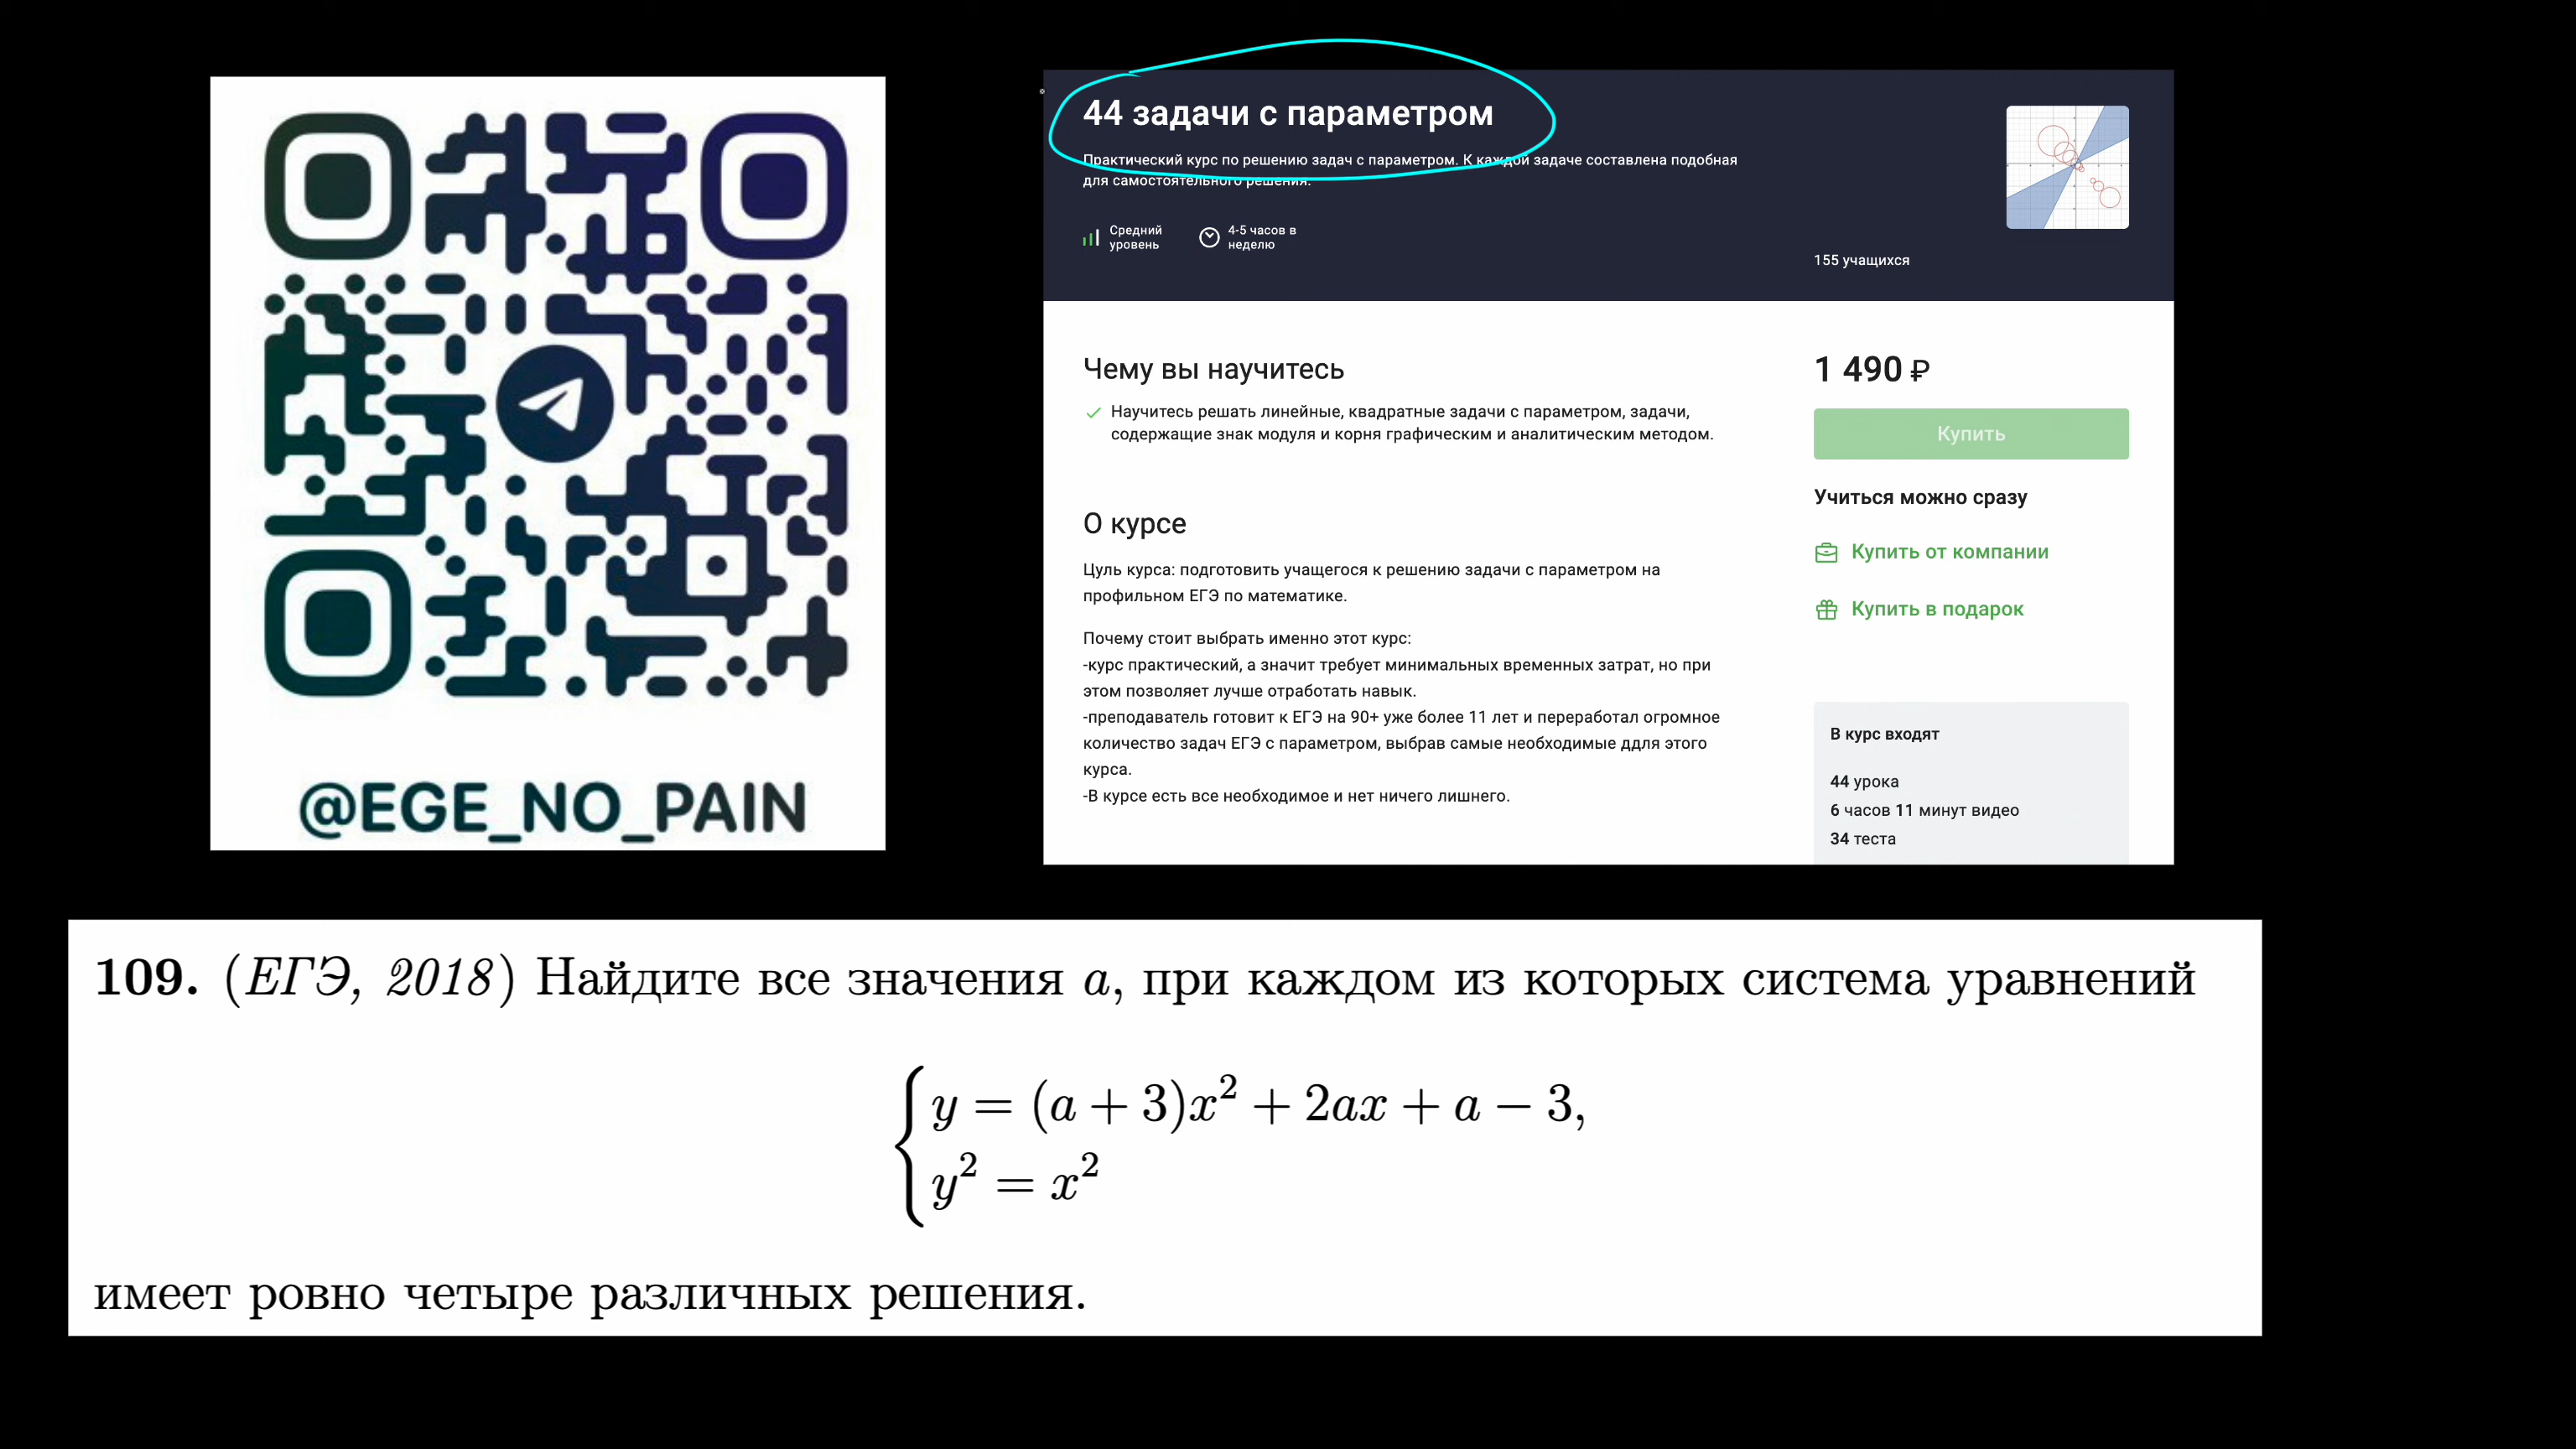 @EGE_NO_PAIN
44 задачи с параметром
Практический курс по решению задач с параметром. К каждой задаче составлена подобная
для самостоятельного решения.
Средний
уровень
4-5 часов в
неделю
155 учащихся
Чему вы научитесь
Научитесь решать линейные, квадратные задачи с параметром, задачи,
содержащие знак модуля и корня графическим и аналитическим методом.
О курсе
Цуль курса: подготовить учащегося к решению задачи с параметром на
профильном ЕГЭ по математике.
Почему стоит выбрать именно этот курс:
-курс практический, а значит требует минимальных временных затрат, но при
этом позволяет лучше отработать навык.
-преподаватель готовит к ЕГЭ на 90+ уже более 11 лет и переработал огромное
количество задач ЕГЭ с параметром, выбрав самые необходимые ддля этого
курса.
-В курсе есть все необходимое и нет ничего лишнего.
1 490 ₽
Купить
Учиться можно сразу
Купить от компании
Купить в подарок
В курс входят
44 урока
6 часов 11 минут видео
34 теста
109. (ЕГЭ, 2018) Найдите все значения a, при каждом из которых система уравнений
y = (a + 3)x² + 2ax + a − 3,
y² = x²
имеет ровно четыре различных решения.